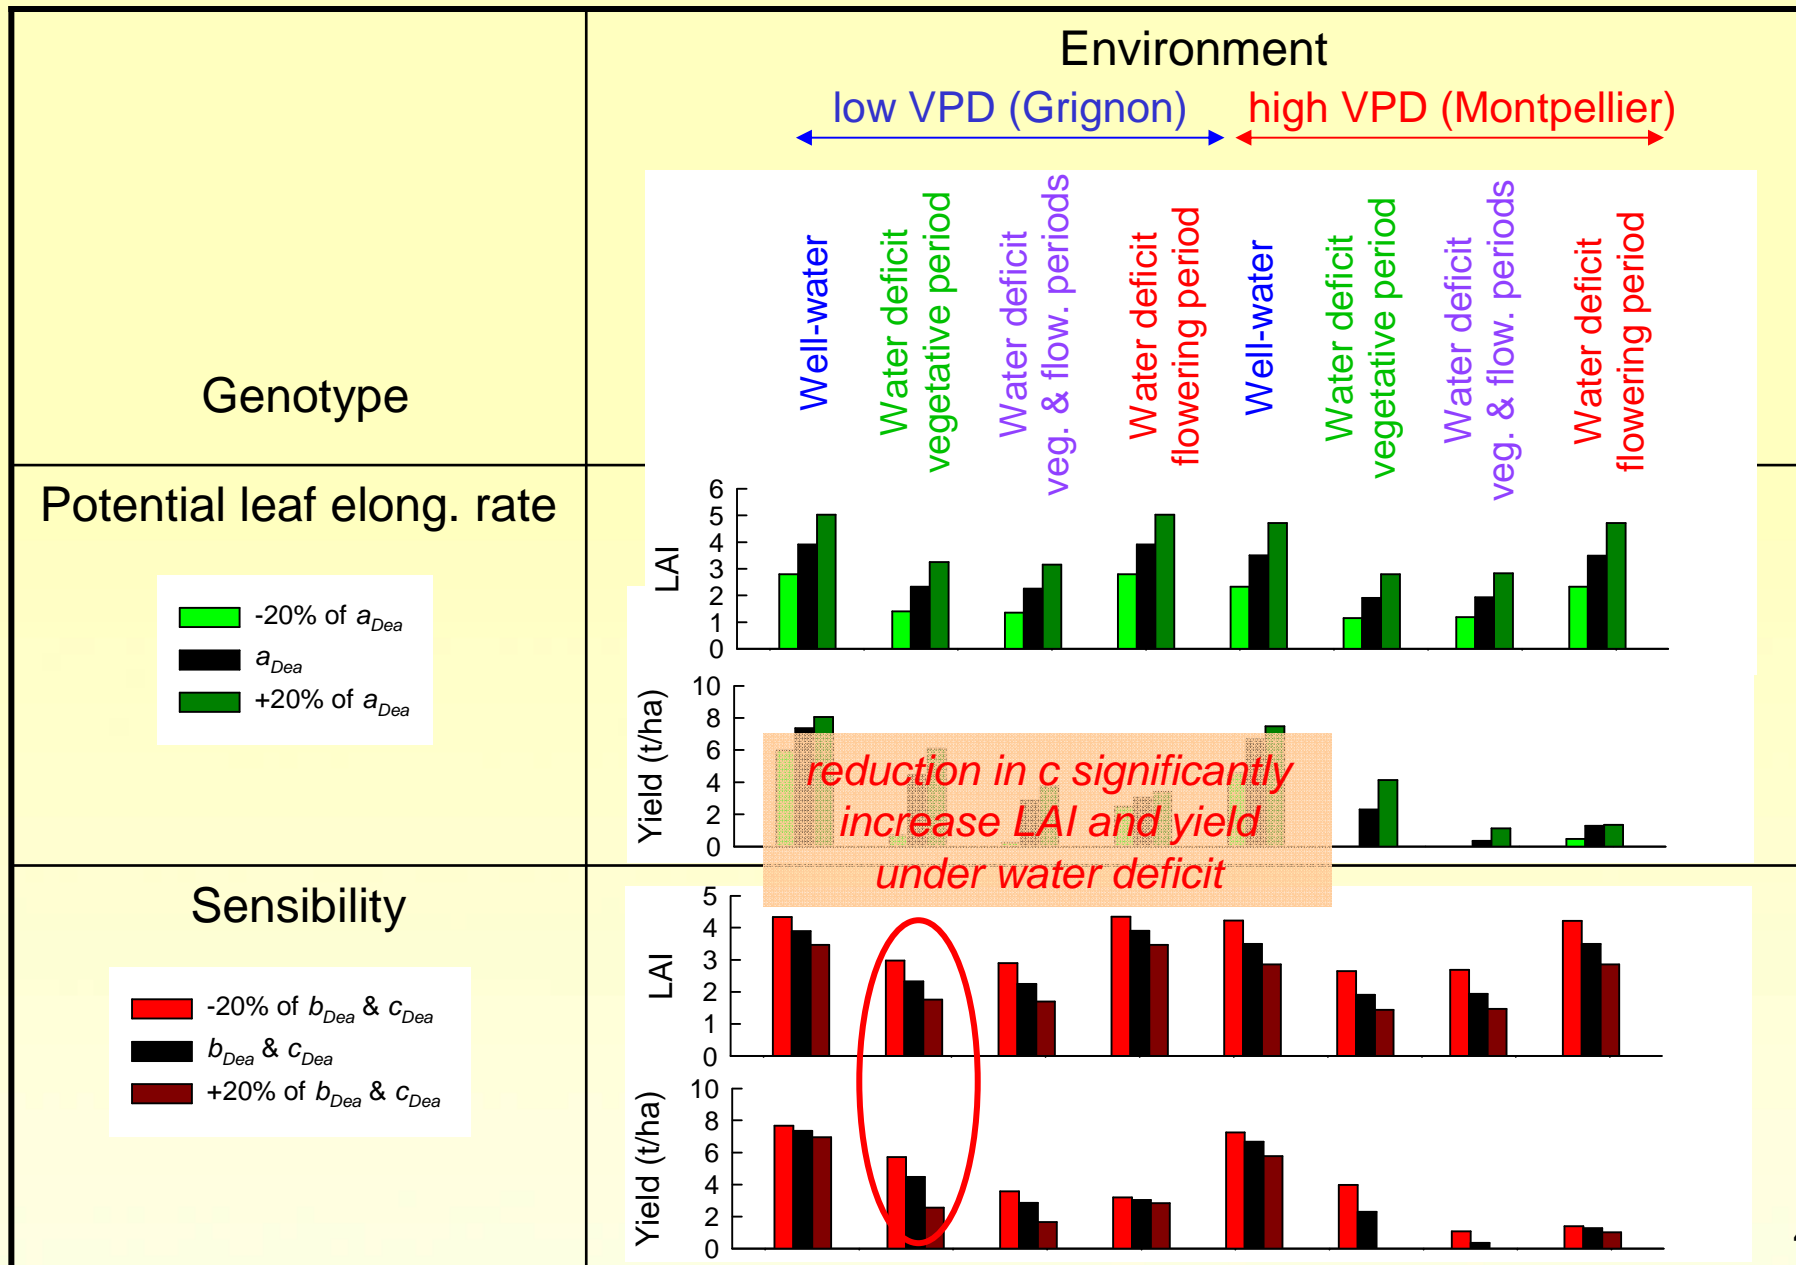 Environment
low VPD (Grignon)
high VPD (Montpellier)
Genotype
Well-water
Water deficit
vegetative period
Water deficit
veg. & flow. periods
Water deficit
flowering period
Well-water
Water deficit
vegetative period
Water deficit
veg. & flow. periods
Water deficit
flowering period
Potential leaf elong. rate
-20% of aDea
aDea
+20% of aDea
LAI
6
5
4
3
2
1
0
Yield (t/ha)
10
8
6
4
2
0
reduction in c significantly
increase LAI and yield
under water deficit
Sensibility
-20% of bDea & cDea
bDea & cDea
+20% of bDea & cDea
LAI
5
4
3
2
1
0
Yield (t/ha)
10
8
6
4
2
0